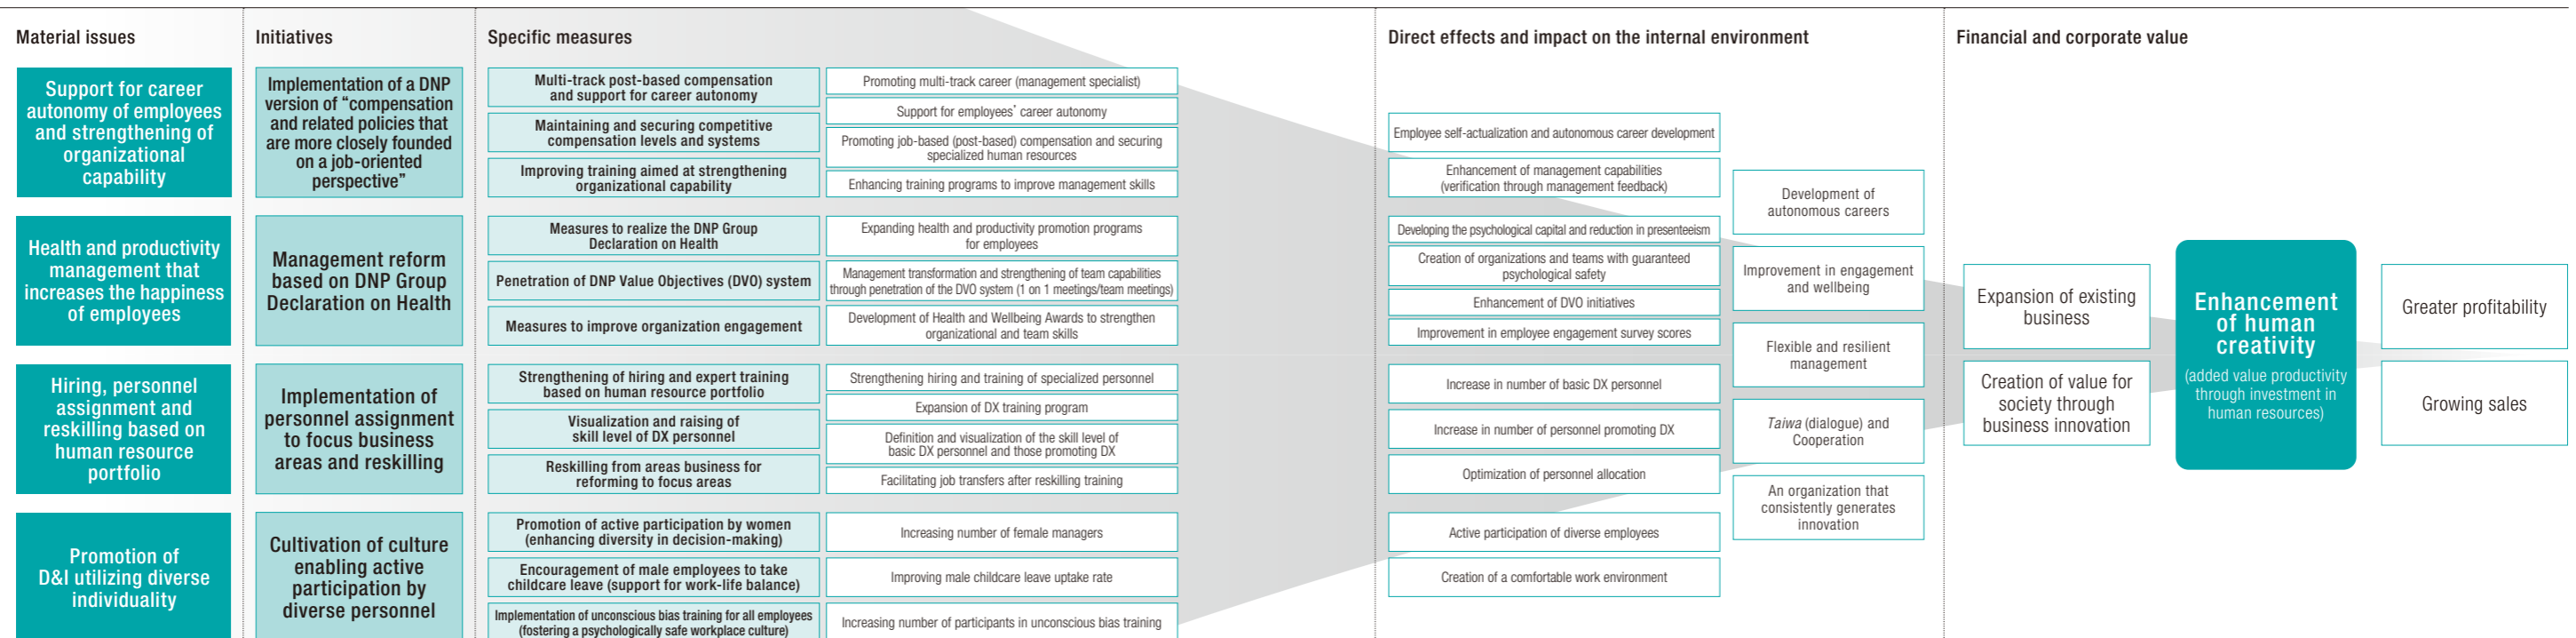 Material issues
Initiatives
Specific measures
Direct effects and impact on the internal environment
Financial and corporate value
Support for career
autonomy of employees
and strengthening of
organizational
capability
Implementation of a DNP
version of “compensation
and related policies that
are more closely founded
on a job-oriented
perspective”
Multi-track post-based compensation
and support for career autonomy
Maintaining and securing competitive
compensation levels and systems
Improving training aimed at strengthening
organizational capability
Promoting multi-track career (management specialist)
Support for employees’ career autonomy
Promoting job-based (post-based) compensation and securing
specialized human resources
Enhancing training programs to improve management skills
Health and productivity
management that
increases the happiness
of employees
Management reform
based on DNP Group
Declaration on Health
Measures to realize the DNP Group
Declaration on Health
Penetration of DNP Value Objectives (DVO) system
Measures to improve organization engagement
Expanding health and productivity promotion programs
for employees
Management transformation and strengthening of team capabilities
through penetration of the DVO system (1 on 1 meetings/team meetings)
Development of Health and Wellbeing Awards to strengthen
organizational and team skills
Hiring, personnel
assignment and
reskilling based on
human resource
portfolio
Implementation of
personnel assignment
to focus business
areas and reskilling
Strengthening of hiring and expert training
based on human resource portfolio
Visualization and raising of
skill level of DX personnel
Reskilling from areas business for
reforming to focus areas
Strengthening hiring and training of specialized personnel
Expansion of DX training program
Definition and visualization of the skill level of
basic DX personnel and those promoting DX
Facilitating job transfers after reskilling training
Promotion of
D&I utilizing diverse
individuality
Cultivation of culture
enabling active
participation by
diverse personnel
Promotion of active participation by women
(enhancing diversity in decision-making)
Encouragement of male employees to take
childcare leave (support for work-life balance)
Implementation of unconscious bias training for all employees
(fostering a psychologically safe workplace culture)
Increasing number of female managers
Improving male childcare leave uptake rate
Increasing number of participants in unconscious bias training
Employee self-actualization and autonomous career development
Enhancement of management capabilities
(verification through management feedback)
Developing the psychological capital and reduction in presenteeism
Creation of organizations and teams with guaranteed
psychological safety
Enhancement of DVO initiatives
Improvement in employee engagement survey scores
Increase in number of basic DX personnel
Increase in number of personnel promoting DX
Optimization of personnel allocation
Active participation of diverse employees
Creation of a comfortable work environment
Development of
autonomous careers
Improvement in engagement
and wellbeing
Flexible and resilient
management
Taiwa (dialogue) and
Cooperation
An organization that
consistently generates
innovation
Expansion of existing
business
Creation of value for
society through
business innovation
Enhancement
of human
creativity
(added value productivity
through investment in
human resources)
Greater profitability
Growing sales